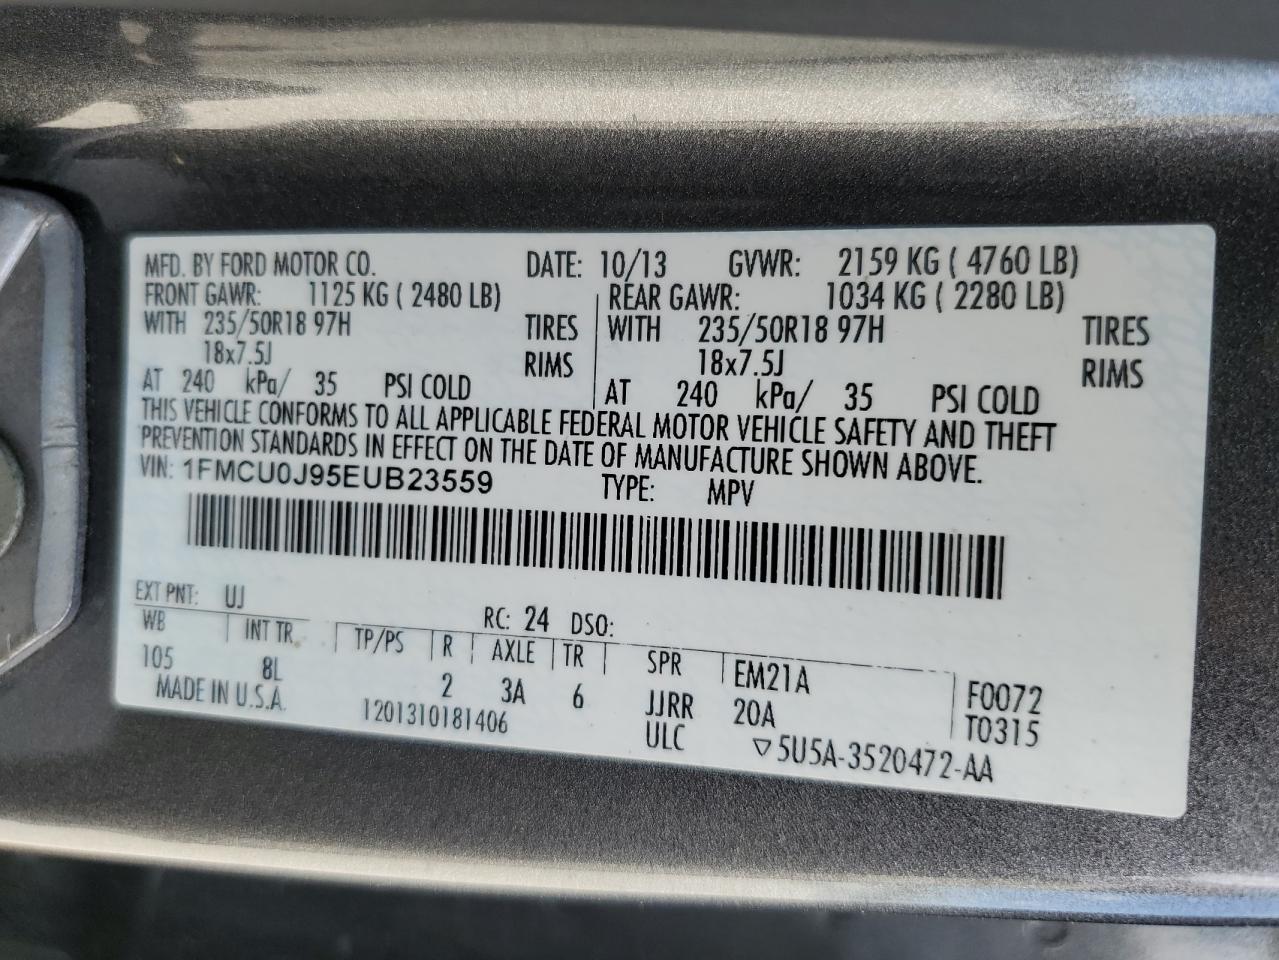 MFD. BY FORD MOTOR CO. DATE: 10/13 GVWR: 2159 KG ( 4760 LB)
FRONT GAWR: 1125 KG ( 2480 LB) REAR GAWR: 1034 KG ( 2280 LB)
WITH 235/50R18 97H TIRES WITH 235/50R18 97H TIRES
18x7.5J RIMS 18x7.5J RIMS
AT 240 kPa/ 35 PSI COLD AT 240 kPa/ 35 PSI COLD
THIS VEHICLE CONFORMS TO ALL APPLICABLE FEDERAL MOTOR VEHICLE SAFETY AND THEFT
PREVENTION STANDARDS IN EFFECT ON THE DATE OF MANUFACTURE SHOWN ABOVE.
VIN: 1FMCU0J95EUB23559 TYPE: MPV
EXT PNT: UJ RC: 24 DSO:
WB INT TR TP/PS R AXLE TR SPR EM21A F0072
105 8L 2 3A 6 JJRR 20A T0315
MADE IN U.S.A. 1201310181406 ULC ▽5U5A-3520472-AA